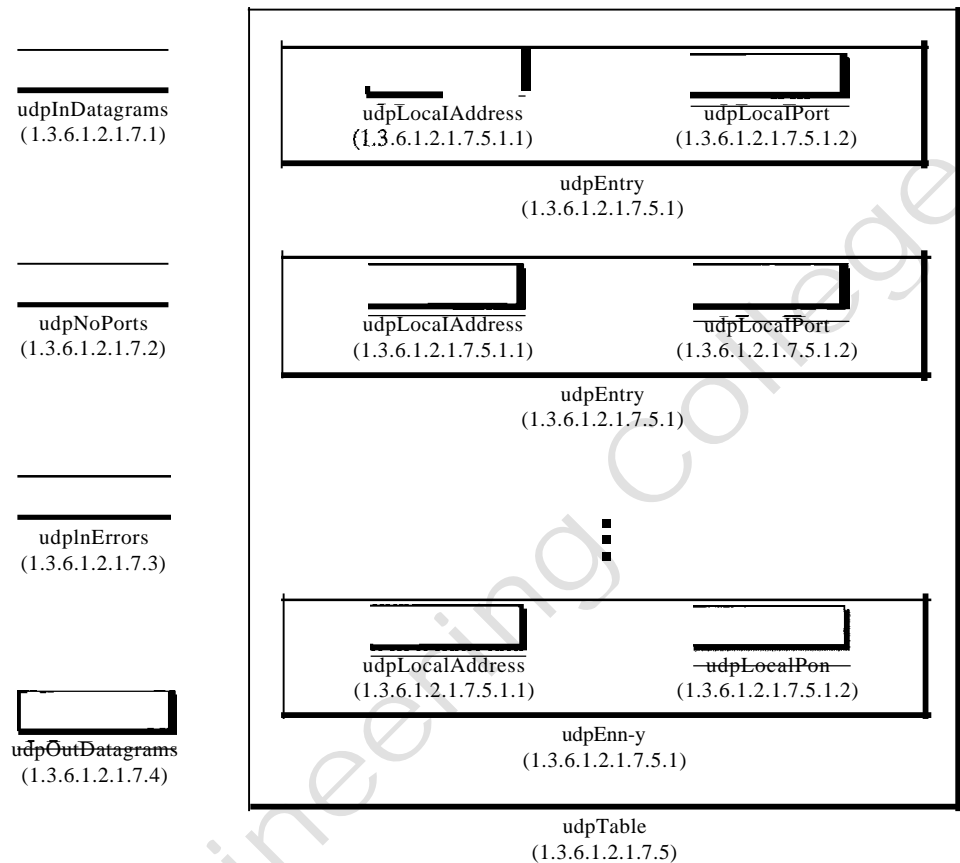 udpInDatagrams
(1.3.6.1.2.1.7.1)
udpNoPorts
(1.3.6.1.2.1.7.2)
udplnErrors
(1.3.6.1.2.1.7.3)
udpOutDatagrams
(1.3.6.1.2.1.7.4)
udpLocaIAddress
(1.3.6.1.2.1.7.5.1.1)
udpLocaIPort
(1.3.6.1.2.1.7.5.1.2)
udpEntry
(1.3.6.1.2.1.7.5.1)
udpLocaIAddress
(1.3.6.1.2.1.7.5.1.1)
udpLocaIPort
(1.3.6.1.2.1.7.5.1.2)
udpEntry
(1.3.6.1.2.1.7.5.1)
udpLocalAddress
(1.3.6.1.2.1.7.5.1.1)
udpLocalPon
(1.3.6.1.2.1.7.5.1.2)
udpEnn-y
(1.3.6.1.2.1.7.5.1)
udpTable
(1.3.6.1.2.1.7.5)
ineering College